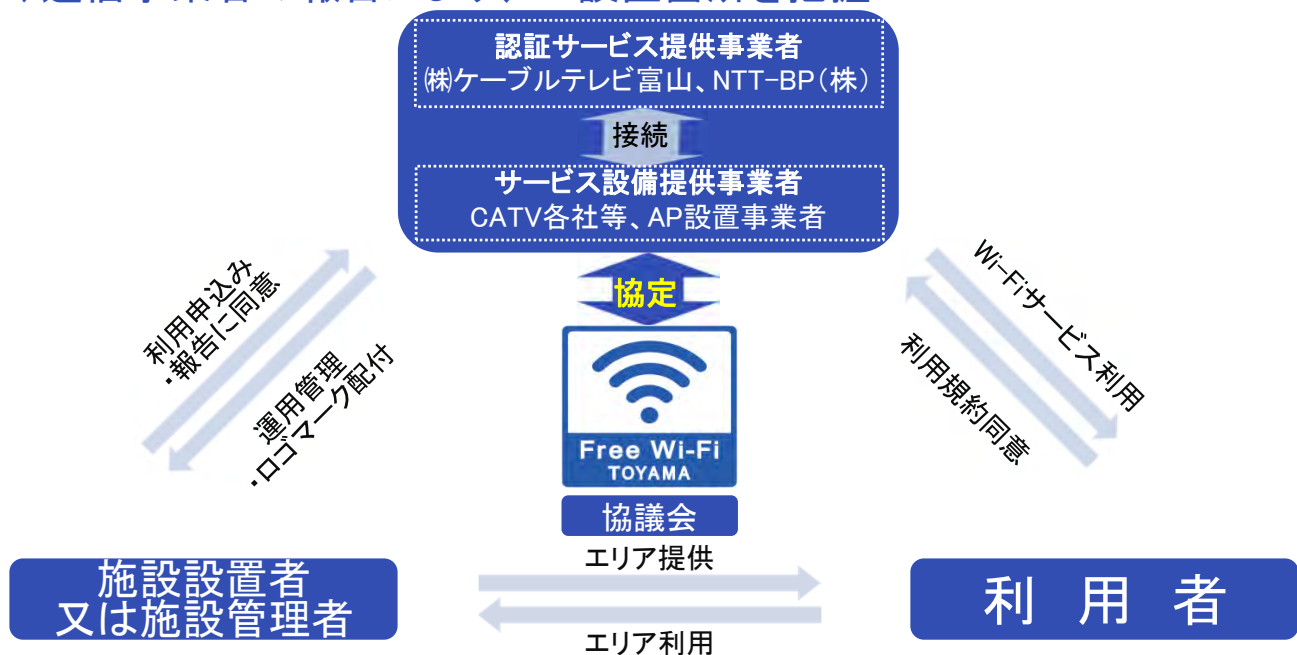 認証サービス提供事業者
㈱ケーブルテレビ富山、NTT-BP(株)
接続
サービス設備提供事業者
CATV各社等、AP設置事業者
協定
利用申込み
・報告に同意
運用管理
・ロゴマーク配付
Wi-Fiサービス利用
利用規約同意
Free Wi-Fi
TOYAMA
協議会
エリア提供
施設設置者
又は施設管理者
利 用 者
エリア利用